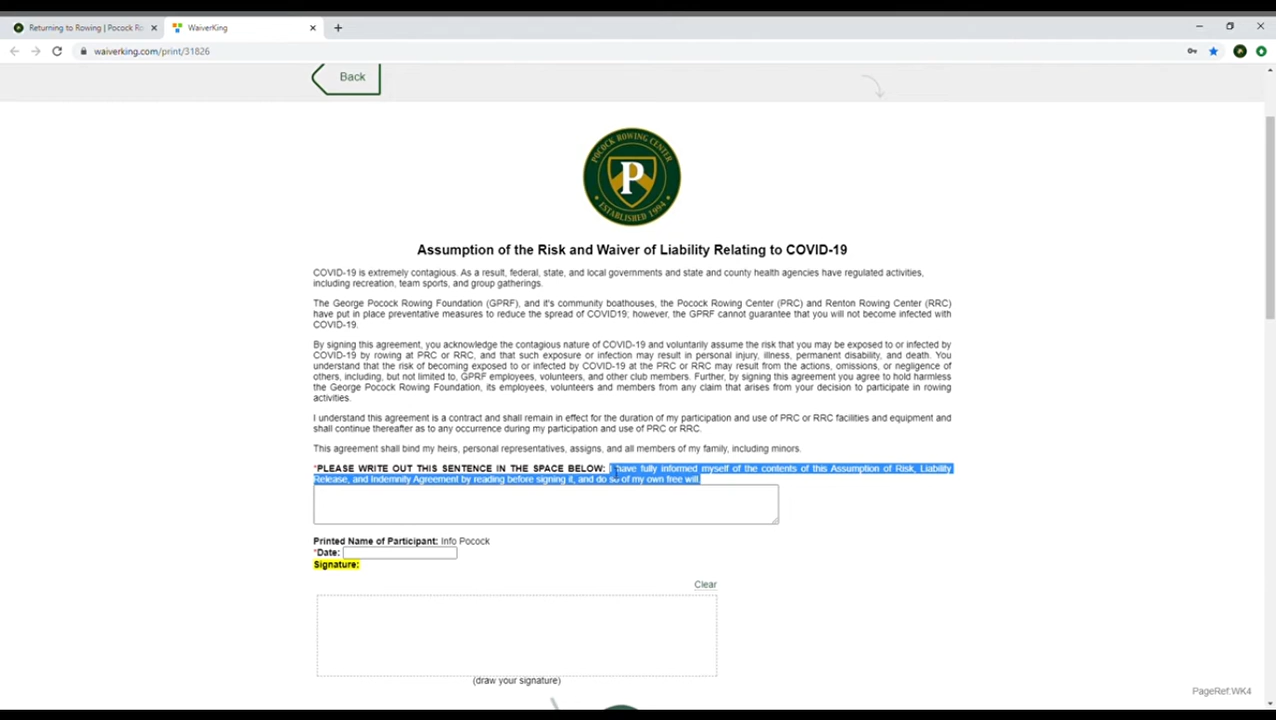 Returning to Rowing | Pocock Ro
WaiverKing
waiverking.com/print/31826
Back
POCOCK ROWING CENTER
P
ESTABLISHED 1994
Assumption of the Risk and Waiver of Liability Relating to COVID-19
COVID-19 is extremely contagious. As a result, federal, state, and local governments and state and county health agencies have regulated activities,
including recreation, team sports, and group gatherings.
The George Pocock Rowing Foundation (GPRF), and it's community boathouses, the Pocock Rowing Center (PRC) and Renton Rowing Center (RRC)
have put in place preventative measures to reduce the spread of COVID19; however, the GPRF cannot guarantee that you will not become infected with
COVID-19.
By signing this agreement, you acknowledge the contagious nature of COVID-19 and voluntarily assume the risk that you may be exposed to or infected by
COVID-19 by rowing at PRC or RRC, and that such exposure or infection may result in personal injury, illness, permanent disability, and death. You
understand that the risk of becoming exposed to or infected by COVID-19 at the PRC or RRC may result from the actions, omissions, or negligence of
others, including, but not limited to, GPRF employees, volunteers, and other club members. Further, by signing this agreement you agree to hold harmless
the George Pocock Rowing Foundation, its employees, volunteers and members from any claim that arises from your decision to participate in rowing
activities.
I understand this agreement is a contract and shall remain in effect for the duration of my participation and use of PRC or RRC facilities and equipment and
shall continue thereafter as to any occurrence during my participation and use of PRC or RRC.
This agreement shall bind my heirs, personal representatives, assigns, and all members of my family, including minors.
*PLEASE WRITE OUT THIS SENTENCE IN THE SPACE BELOW: I have fully informed myself of the contents of this Assumption of Risk, Liability
Release, and Indemnity Agreement by reading before signing it, and do so of my own free will.
Printed Name of Participant: Info Pocock
*Date:
Signature:
Clear
(draw your signature)
PageRef:WK4